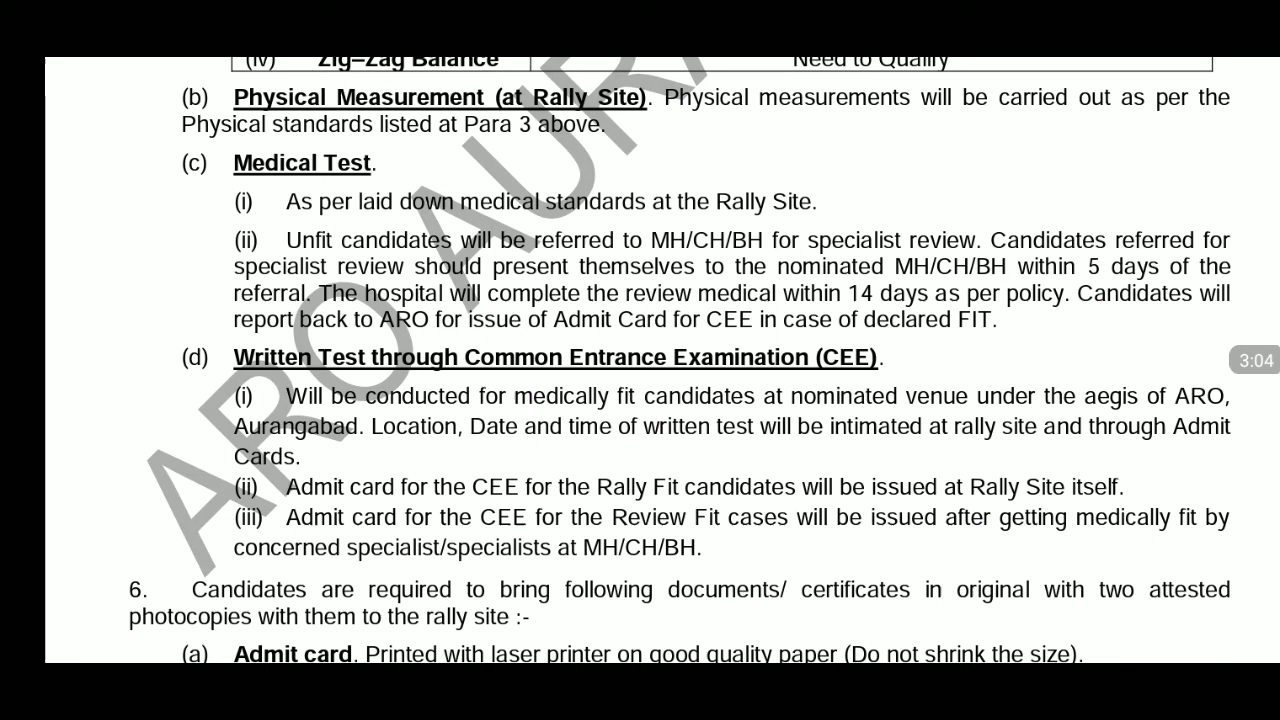 (iv) Zig–Zag Balance Need to Qualify
(b) Physical Measurement (at Rally Site). Physical measurements will be carried out as per the
Physical standards listed at Para 3 above.
(c) Medical Test.
(i) As per laid down medical standards at the Rally Site.
(ii) Unfit candidates will be referred to MH/CH/BH for specialist review. Candidates referred for
specialist review should present themselves to the nominated MH/CH/BH within 5 days of the
referral. The hospital will complete the review medical within 14 days as per policy. Candidates will
report back to ARO for issue of Admit Card for CEE in case of declared FIT.
(d) Written Test through Common Entrance Examination (CEE).
3:04
(i) Will be conducted for medically fit candidates at nominated venue under the aegis of ARO,
Aurangabad. Location, Date and time of written test will be intimated at rally site and through Admit
Cards.
(ii) Admit card for the CEE for the Rally Fit candidates will be issued at Rally Site itself.
(iii) Admit card for the CEE for the Review Fit cases will be issued after getting medically fit by
concerned specialist/specialists at MH/CH/BH.
6. Candidates are required to bring following documents/ certificates in original with two attested
photocopies with them to the rally site :-
(a) Admit card. Printed with laser printer on good quality paper (Do not shrink the size).
ARO AURA